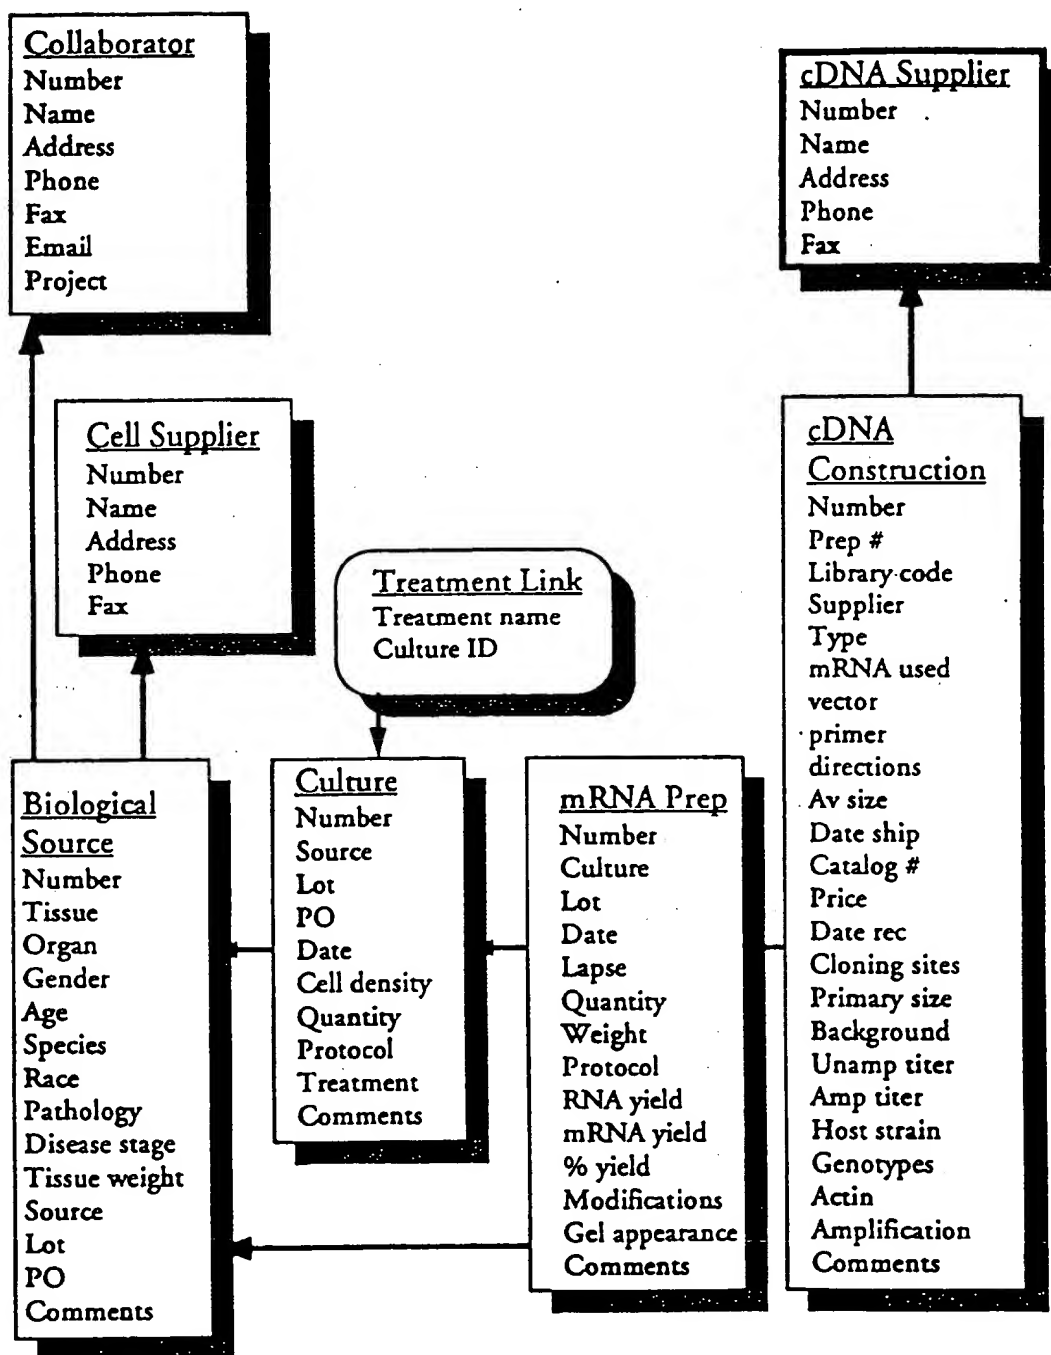 Collaborator
Number
Name
Address
Phone
Fax
Email
Project
cDNA Supplier
Number
Name
Address
Phone
Fax
Cell Supplier
Number
Name
Address
Phone
Fax
Treatment Link
Treatment name
Culture ID
Biological
Source
Number
Tissue
Organ
Gender
Age
Species
Race
Pathology
Disease stage
Tissue weight
Source
Lot
PO
Comments
Culture
Number
Source
Lot
PO
Date
Cell density
Quantity
Protocol
Treatment
Comments
mRNA Prep
Number
Culture
Lot
Date
Lapse
Quantity
Weight
Protocol
RNA yield
mRNA yield
% yield
Modifications
Gel appearance
Comments
cDNA
Construction
Number
Prep #
Library code
Supplier
Type
mRNA used
vector
primer
directions
Av size
Date ship
Catalog #
Price
Date rec
Cloning sites
Primary size
Background
Unamp titer
Amp titer
Host strain
Genotypes
Actin
Amplification
Comments